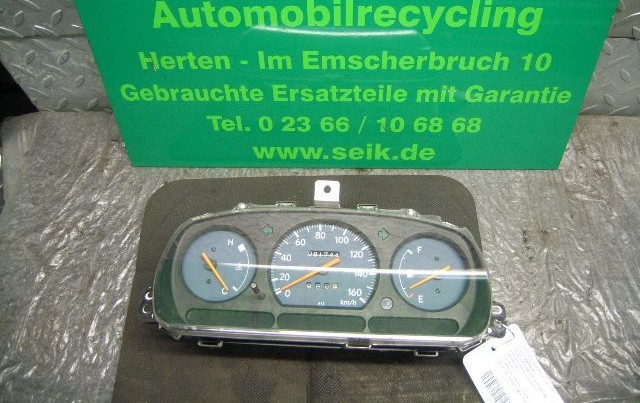 Automobilrecycling
Herten - Im Emscherbruch 10
Gebrauchte Ersatzteile mit Garantie
Tel. 0 23 66 / 10 68 68
www.seik.de
H
C
0
20
40
60
80
100
120
140
160
km/h
F
E